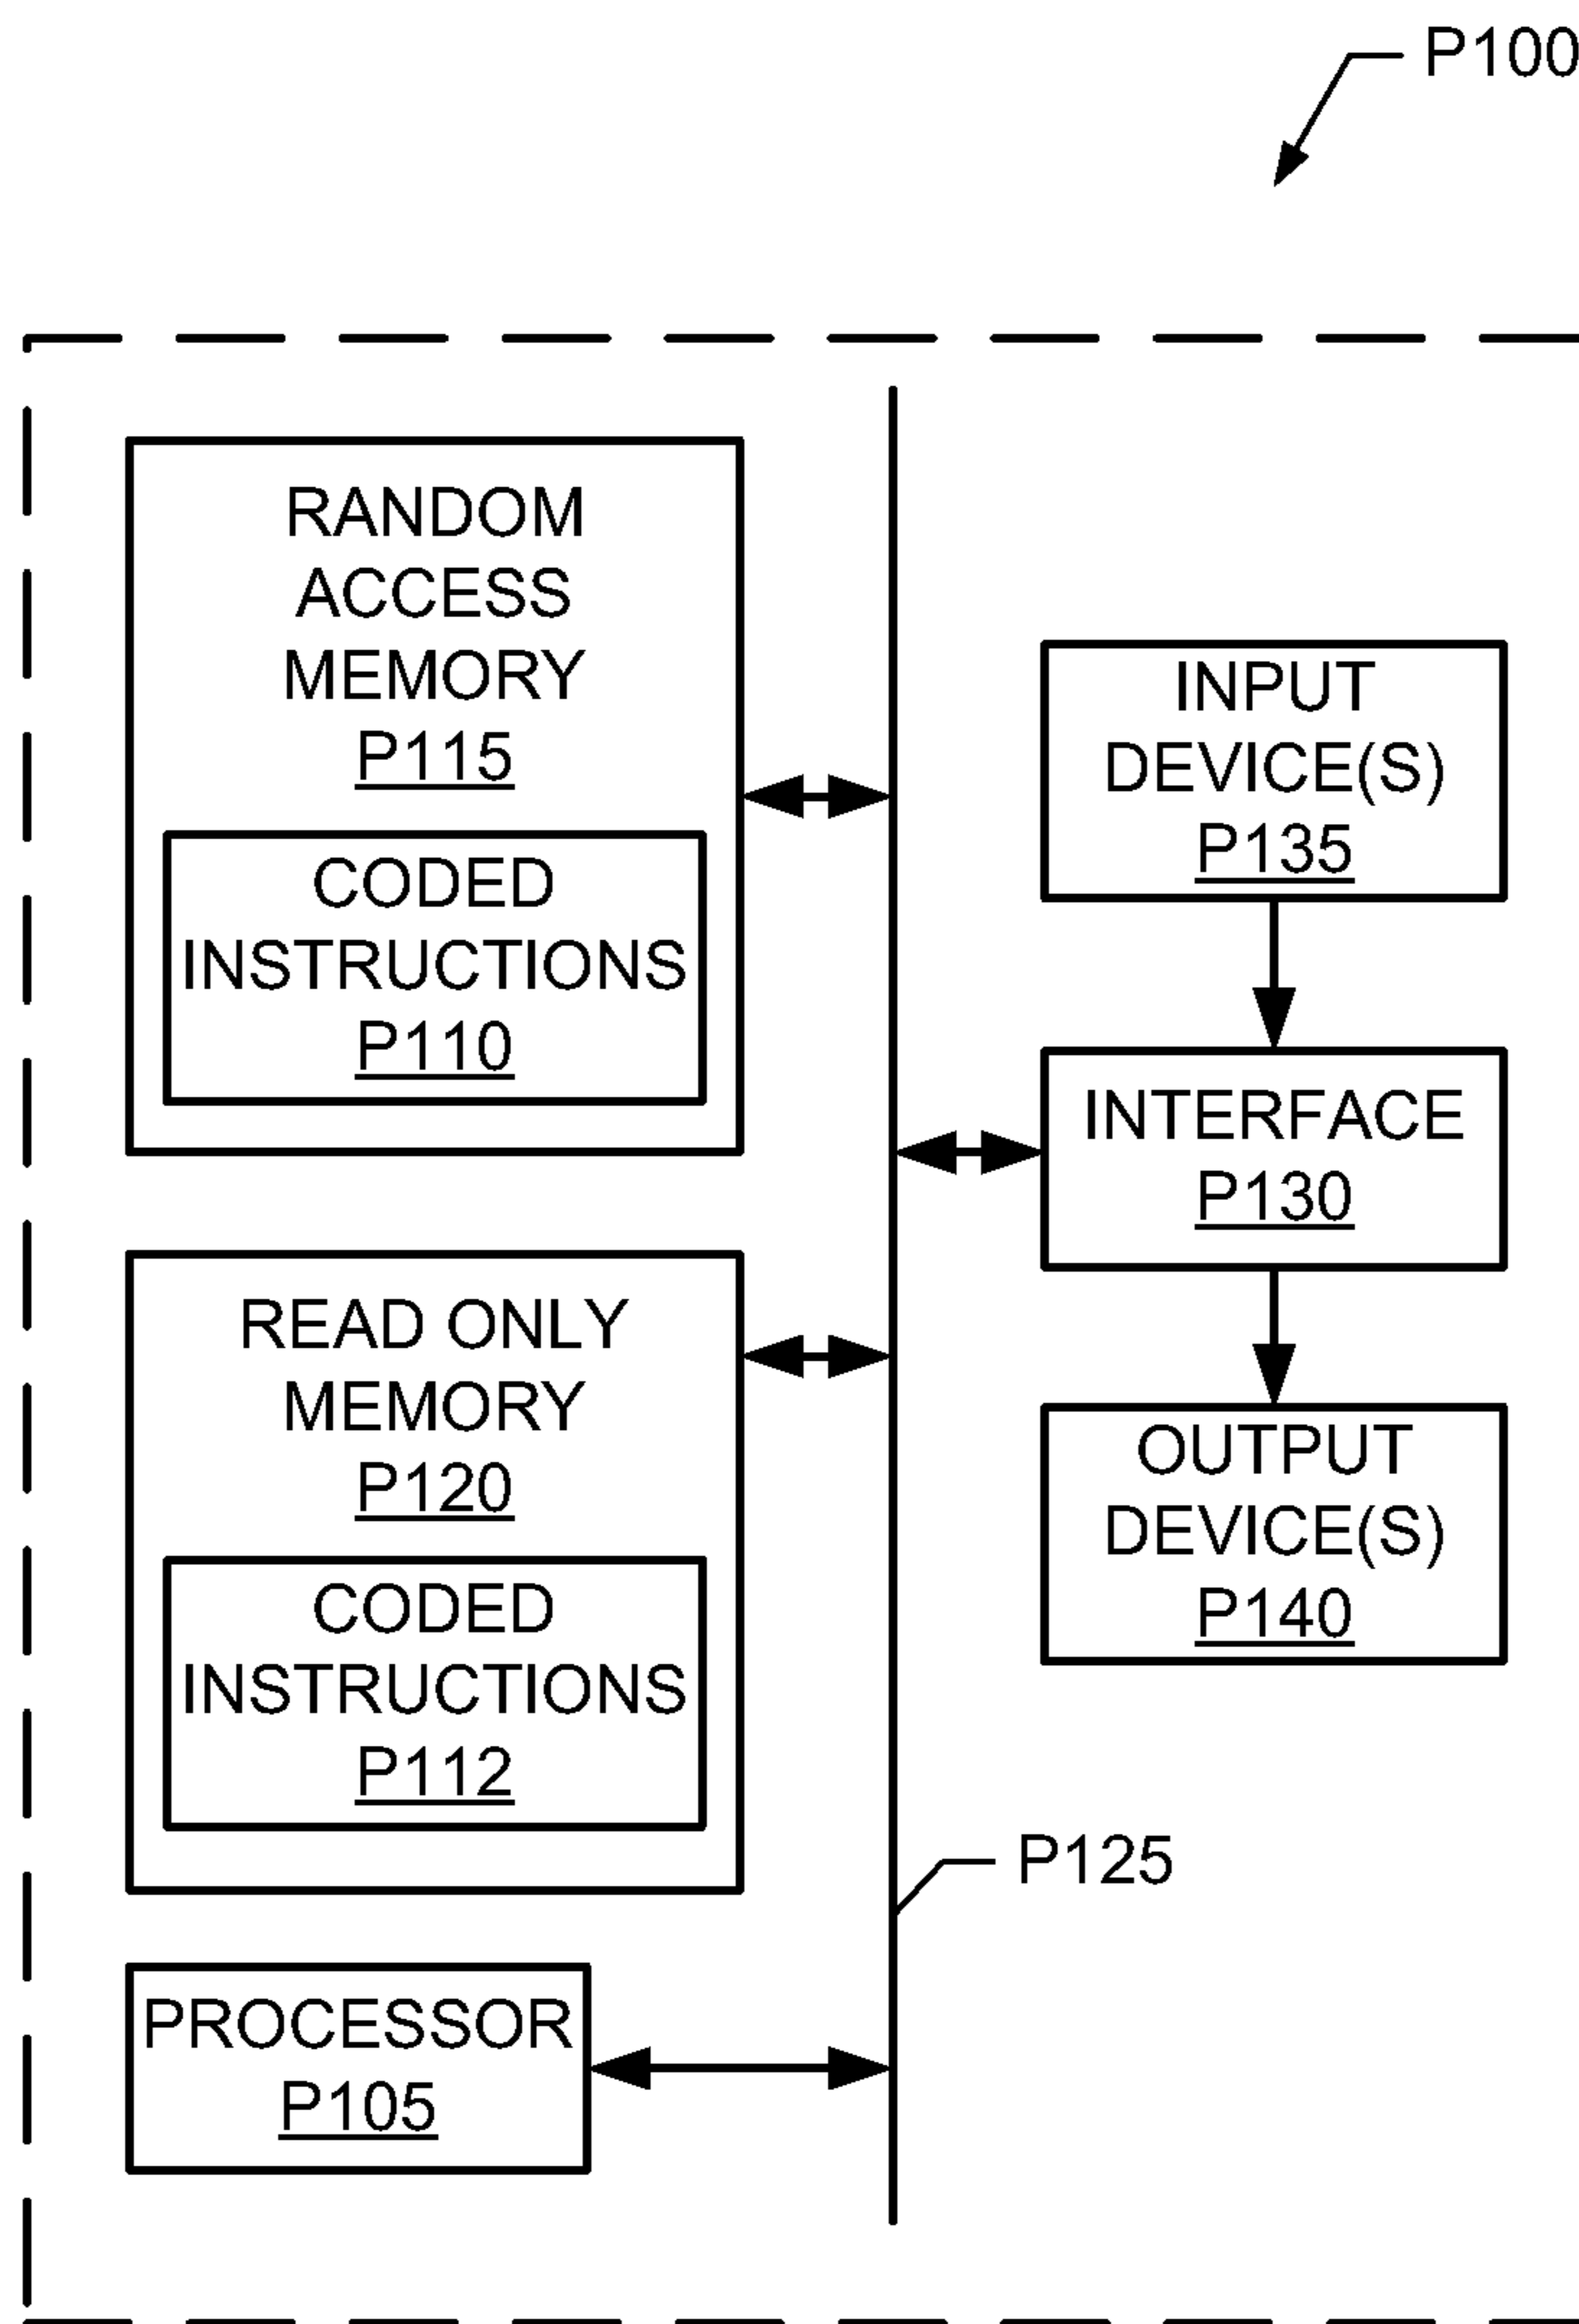 P100
RANDOM
ACCESS
MEMORY
P115
CODED
INSTRUCTIONS
P110
READ ONLY
MEMORY
P120
CODED
INSTRUCTIONS
P112
PROCESSOR
P105
INPUT
DEVICE(S)
P135
INTERFACE
P130
OUTPUT
DEVICE(S)
P140
P125